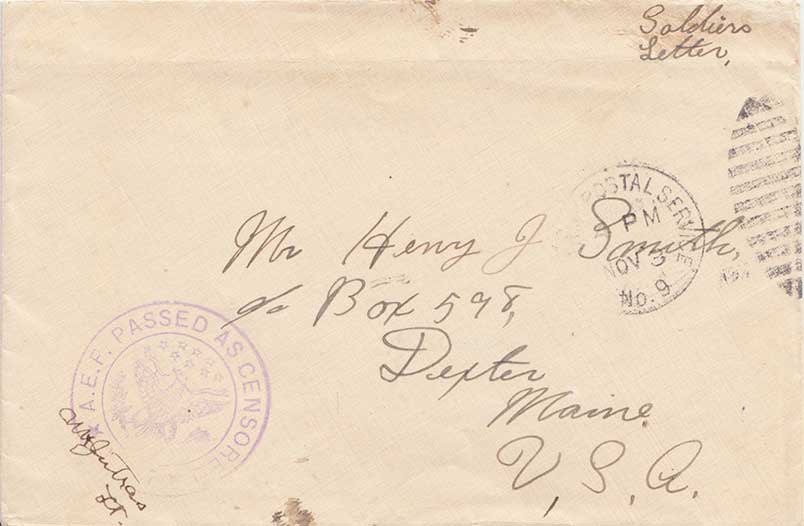 Soldiers
Letter,
POSTAL SERVICE
PM
NOV 3
No. 9
Mr Henry J Smith,
c/o Box 598,
Dexter
Maine
U, S, A.
★ A.E.F. PASSED AS CENSORED
Lt.